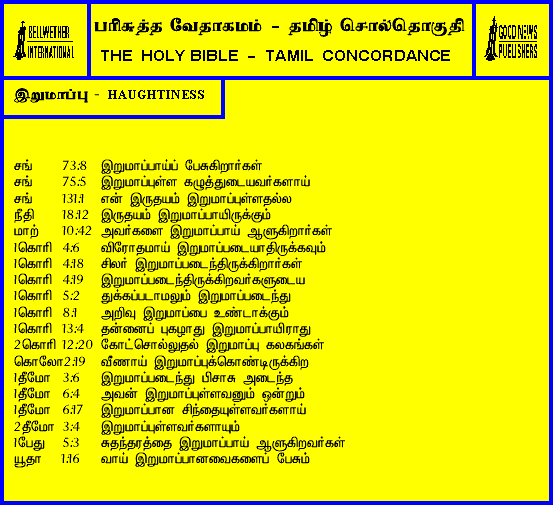 BELLWETHER INTERNATIONAL
பரிசுத்த வேதாகமம் - தமிழ் சொல்தொகுதி
THE HOLY BIBLE - TAMIL CONCORDANCE
GOOD NEWS PUBLISHERS
இறுமாப்பு - HAUGHTINESS
சங் 73:8 இறுமாப்பாய்ப் பேசுகிறார்கள்
சங் 75:5 இறுமாப்புள்ள கழுத்துடையவர்களாய்
சங் 131:1 என் இருதயம் இறுமாப்புள்ளதல்ல
நீதி 18:12 இருதயம் இறுமாப்பாயிருக்கும்
மாற் 10:42 அவர்களை இறுமாப்பாய் ஆளுகிறார்கள்
1கொரி 4:6 விரோதமாய் இறுமாப்படையாதிருக்கவும்
1கொரி 4:18 சிலர் இறுமாப்படைந்திருக்கிறார்கள்
1கொரி 4:19 இறுமாப்படைந்திருக்கிறவர்களுடைய
1கொரி 5:2 துக்கப்படாமலும் இறுமாப்படைந்து
1கொரி 8:1 அறிவு இறுமாப்பை உண்டாக்கும்
1கொரி 13:4 தன்னைப் புகழாது இறுமாப்பாயிராது
2கொரி 12:20 கோட்சொல்லுதல் இறுமாப்பு கலகங்கள்
கொலோ 2:19 வீணாய் இறுமாப்புக்கொண்டிருக்கிற
1தீமோ 3:6 இறுமாப்படைந்து பிசாசு அடைந்த
1தீமோ 6:4 அவன் இறுமாப்புள்ளவனும் ஒன்றும்
1தீமோ 6:17 இறுமாப்பான சிந்தையுள்ளவர்களாய்
2தீமோ 3:4 இறுமாப்புள்ளவர்களாயும்
1பேது 5:3 சுதந்தரத்தை இறுமாப்பாய் ஆளுகிறவர்கள்
யூதா 1:16 வாய் இறுமாப்பானவைகளைப் பேசும்